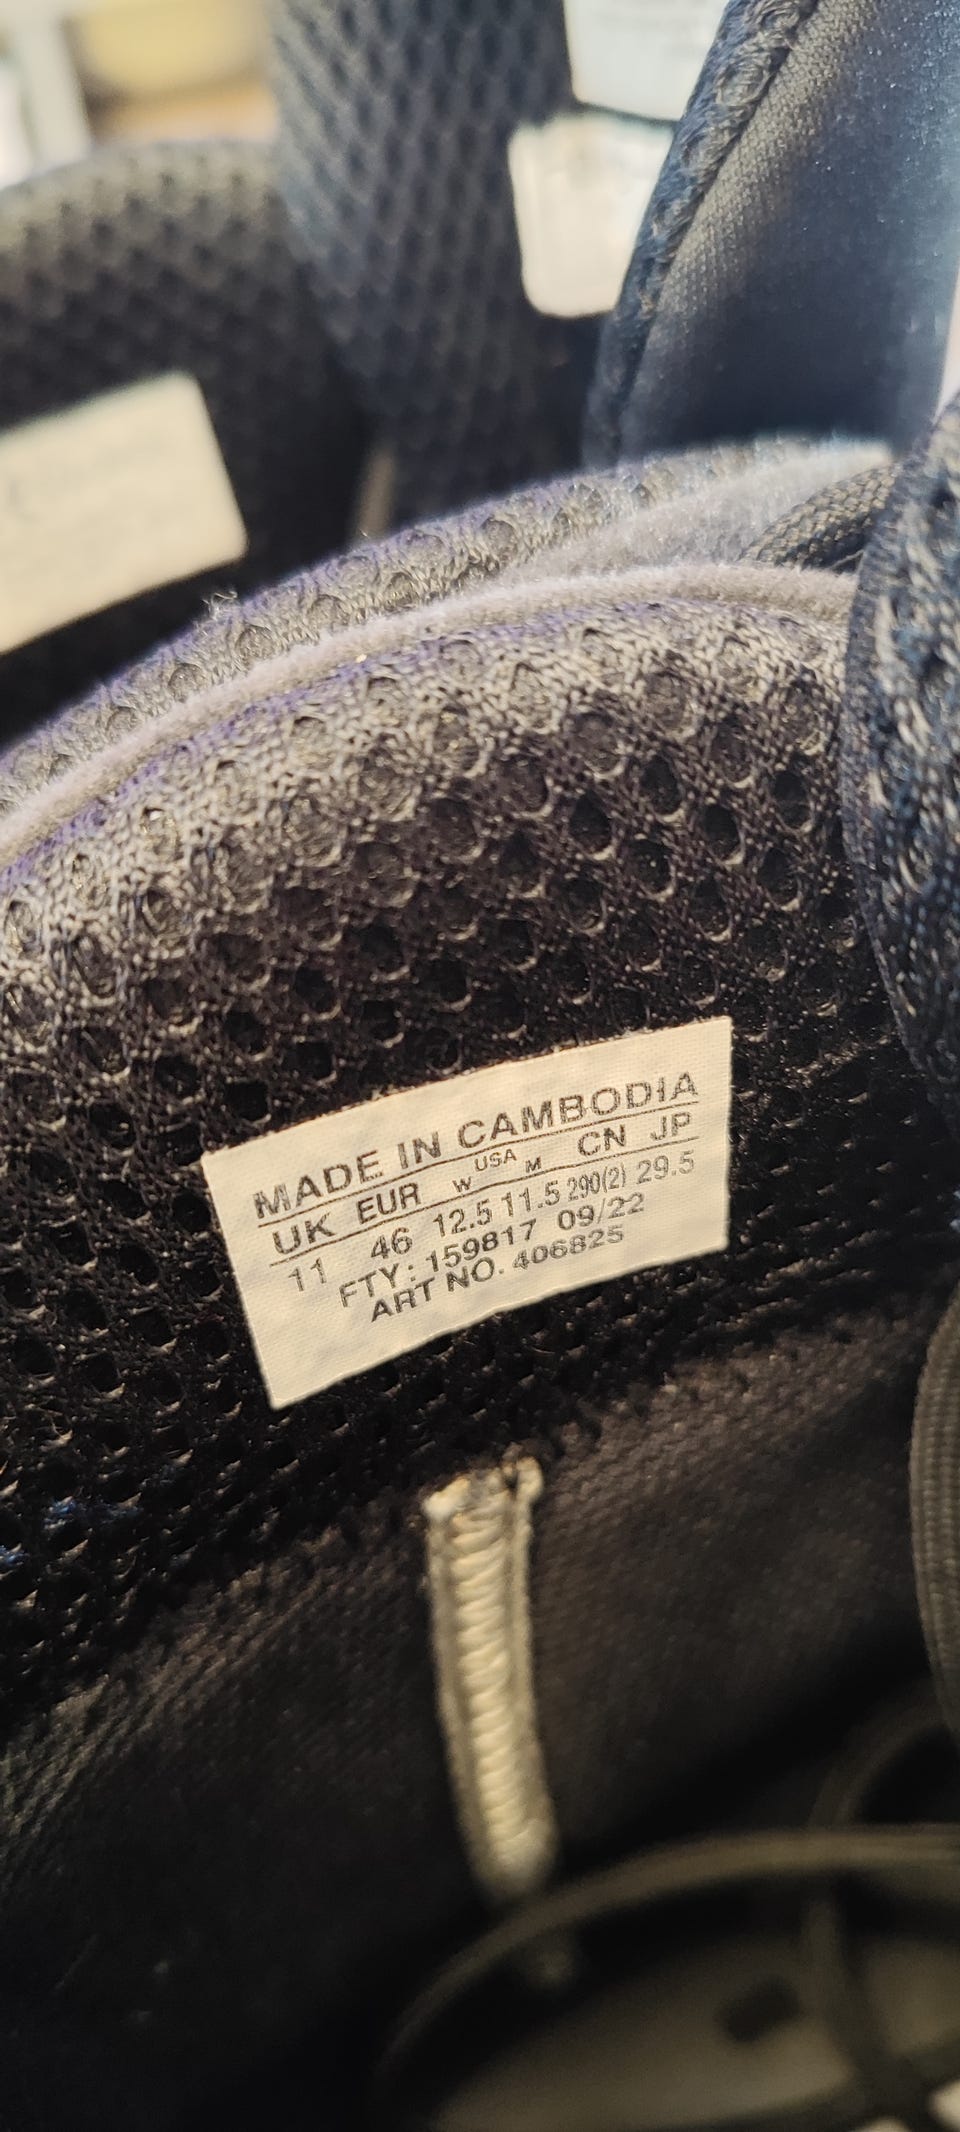 MADE IN CAMBODIA
UK EUR W USA M CN JP
11 46 12.5 11.5 290(2) 29.5
FTY: 159817 09/22
ART NO. 406825